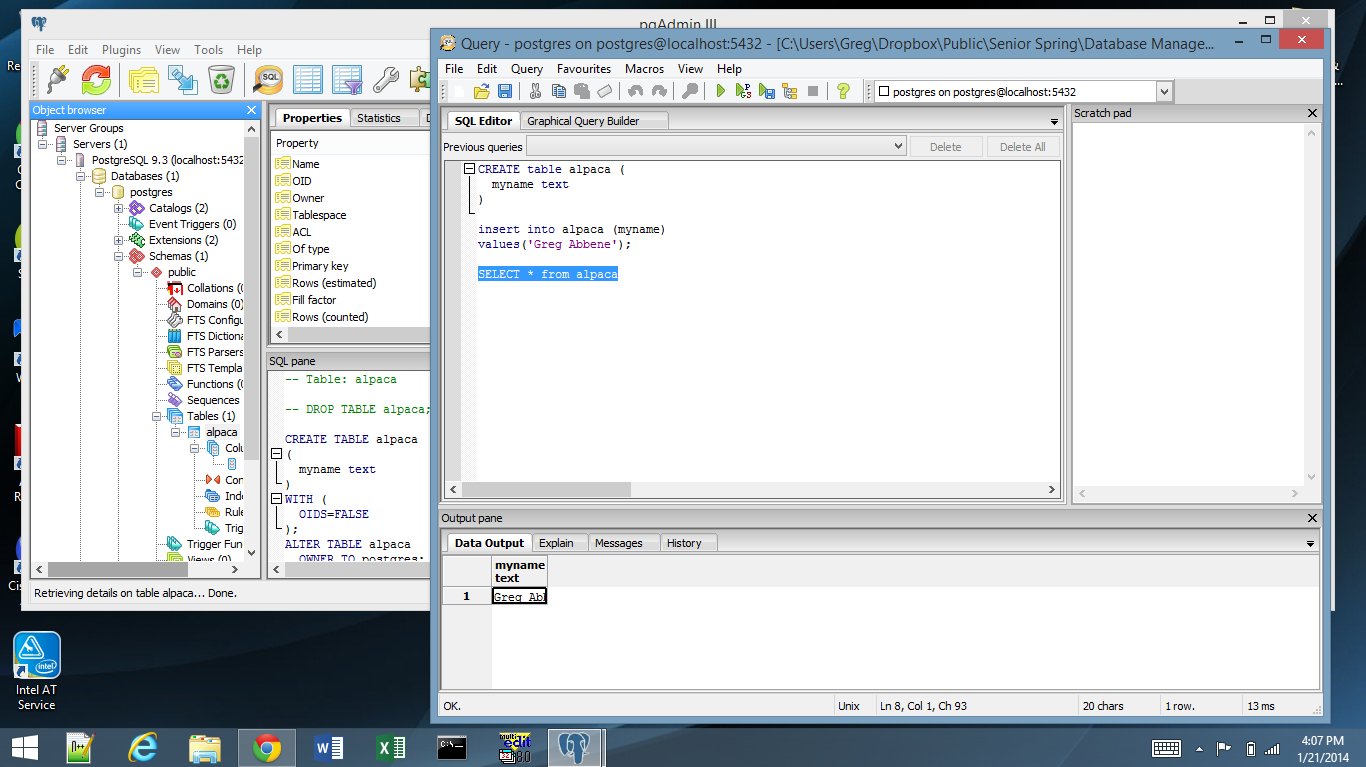 pgAdmin III
File Edit Plugins View Tools Help
SQL
Object browser
Server Groups
Servers (1)
PostgreSQL 9.3 (localhost:5432
Databases (1)
postgres
Catalogs (2)
Event Triggers (0)
Extensions (2)
Schemas (1)
public
Collations (0
Domains (0)
FTS Configu
FTS Dictiona
FTS Parsers
FTS Templa
Functions (0
Sequences
Tables (1)
alpaca
Colu
Con
Inde
Rule
Trig
Trigger Func
Views (0)
Properties Statistics
Property
Name
OID
Owner
Tablespace
ACL
Of type
Primary key
Rows (estimated)
Fill factor
Rows (counted)
SQL pane
-- Table: alpaca
-- DROP TABLE alpaca;
CREATE TABLE alpaca
(
myname text
)
WITH (
OIDS=FALSE
);
ALTER TABLE alpaca
OWNER TO postgres;
Retrieving details on table alpaca... Done.
Query - postgres on postgres@localhost:5432 - [C:\Users\Greg\Dropbox\Public\Senior Spring\Database Manage...
File Edit Query Favourites Macros View Help
postgres on postgres@localhost:5432
SQL Editor Graphical Query Builder
Previous queries Delete Delete All
CREATE table alpaca (
myname text
)
insert into alpaca (myname)
values('Greg Abbene');
SELECT * from alpaca
Scratch pad
Output pane
Data Output Explain Messages History
myname
text
1 Greg Ab
OK. Unix Ln 8, Col 1, Ch 93 20 chars 1 row. 13 ms
Intel AT
Service
intel
4:07 PM
1/21/2014